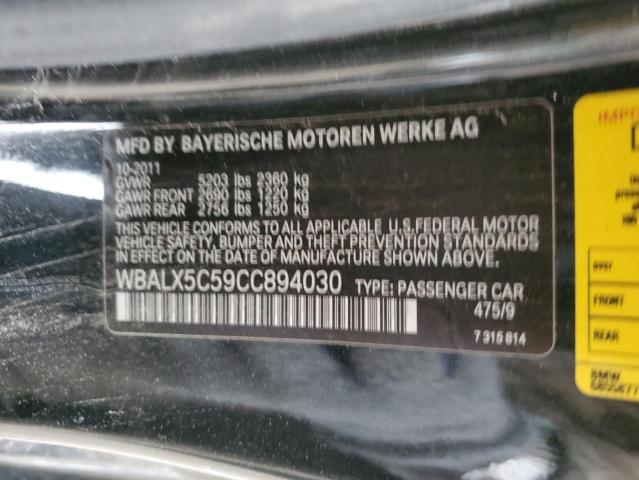 MFD BY BAYERISCHE MOTOREN WERKE AG
10-2011
GVWR 5203 lbs 2360 kg
GAWR FRONT 2690 lbs 1220 kg
GAWR REAR 2756 lbs 1250 kg
THIS VEHICLE CONFORMS TO ALL APPLICABLE U.S. FEDERAL MOTOR
VEHICLE SAFETY, BUMPER AND THEFT PREVENTION STANDARDS
IN EFFECT ON THE DATE OF MANUFACTURE SHOWN ABOVE.
WBALX5C59CC894030 TYPE: PASSENGER CAR
475/9
7 315 814
FRONT
REAR
BMW